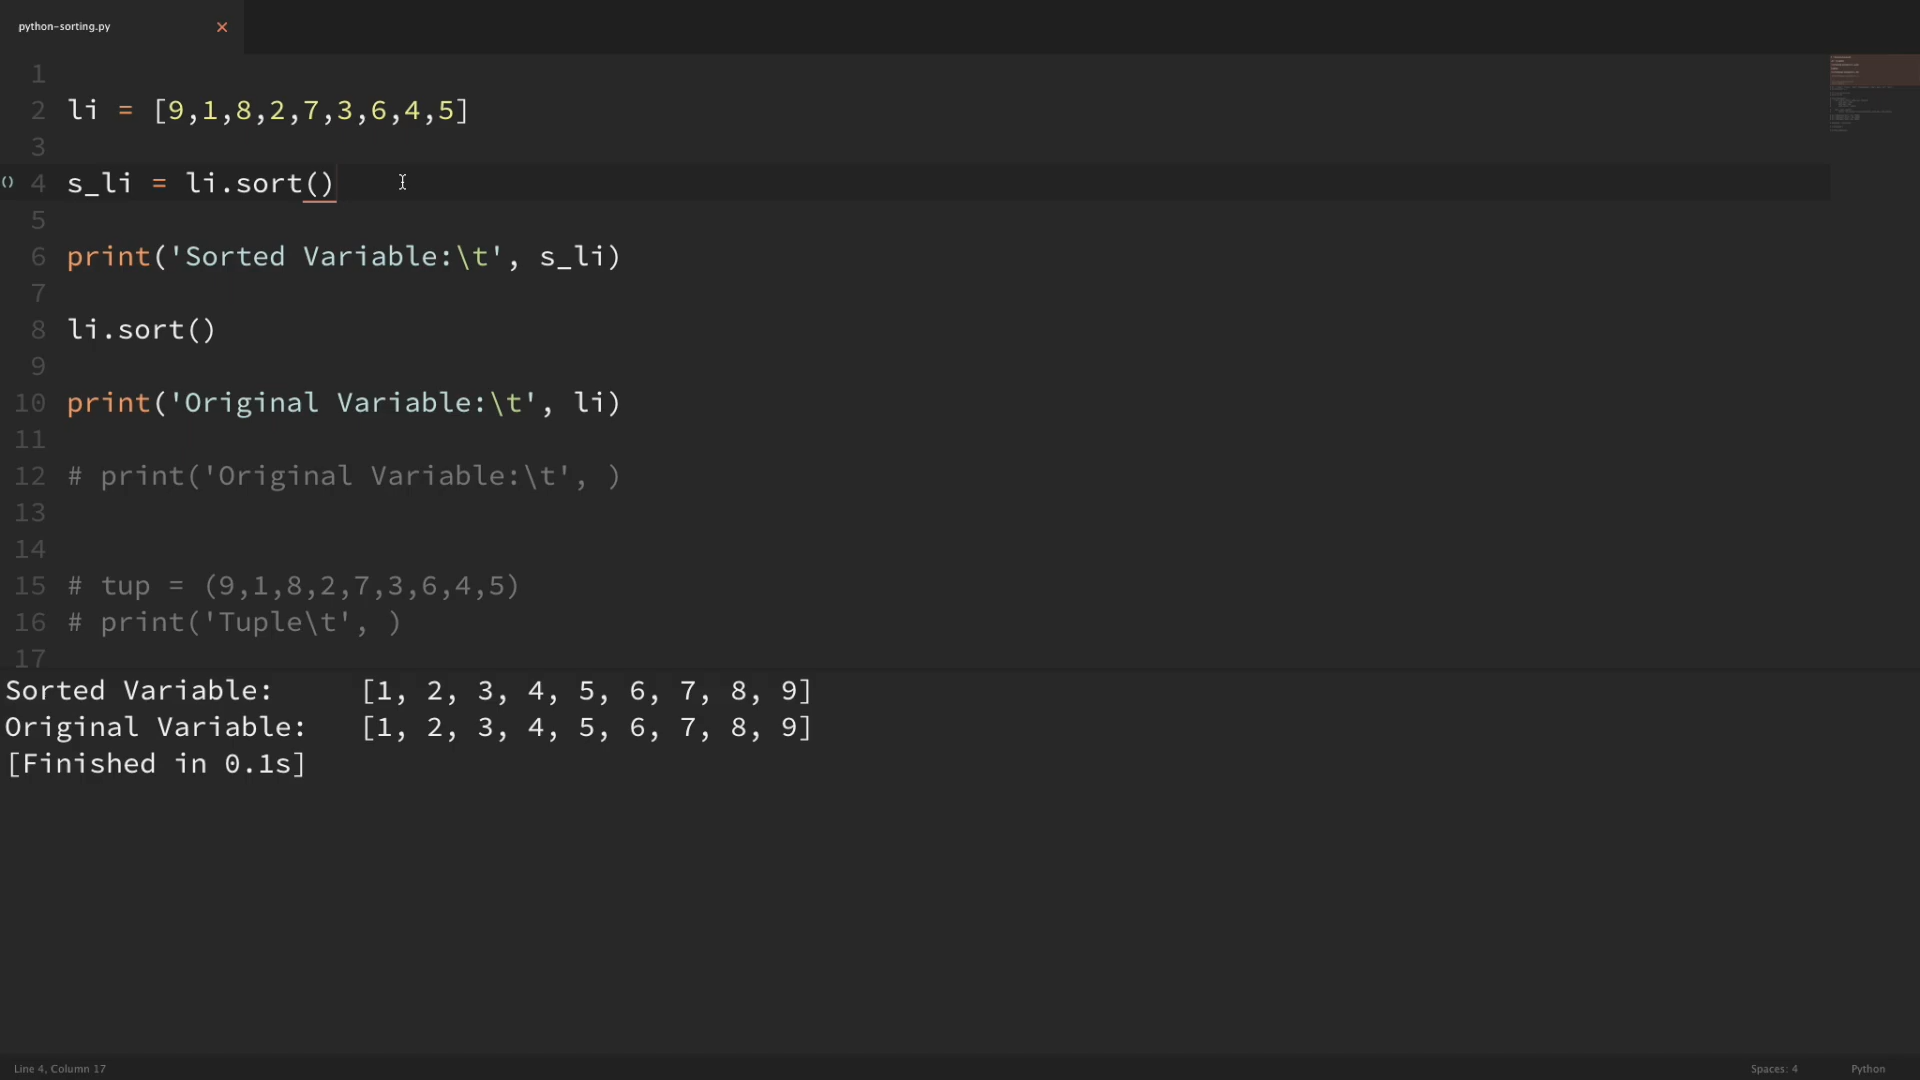 python-sorting.py
1
2 li = [9,1,8,2,7,3,6,4,5]
3
4 s_li = li.sort()
5
6 print('Sorted Variable:\t', s_li)
7
8 li.sort()
9
10 print('Original Variable:\t', li)
11
12 # print('Original Variable:\t', )
13
14
15 # tup = (9,1,8,2,7,3,6,4,5)
16 # print('Tuple\t', )
17
Sorted Variable: [1, 2, 3, 4, 5, 6, 7, 8, 9]
Original Variable: [1, 2, 3, 4, 5, 6, 7, 8, 9]
[Finished in 0.1s]
Line 4, Column 17
Spaces: 4
Python